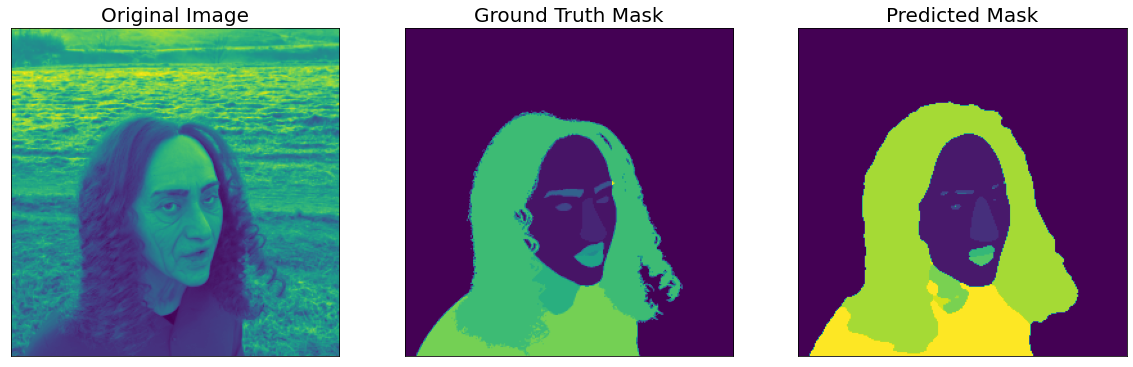 Original Image
Ground Truth Mask
Predicted Mask